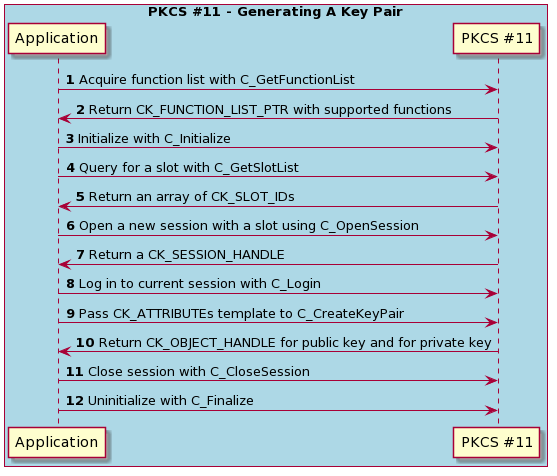 PKCS #11 - Generating A Key Pair
Application PKCS #11
1 Acquire function list with C_GetFunctionList
2 Return CK_FUNCTION_LIST_PTR with supported functions
3 Initialize with C_Initialize
4 Query for a slot with C_GetSlotList
5 Return an array of CK_SLOT_IDs
6 Open a new session with a slot using C_OpenSession
7 Return a CK_SESSION_HANDLE
8 Log in to current session with C_Login
9 Pass CK_ATTRIBUTEs template to C_CreateKeyPair
10 Return CK_OBJECT_HANDLE for public key and for private key
11 Close session with C_CloseSession
12 Uninitialize with C_Finalize
Application PKCS #11